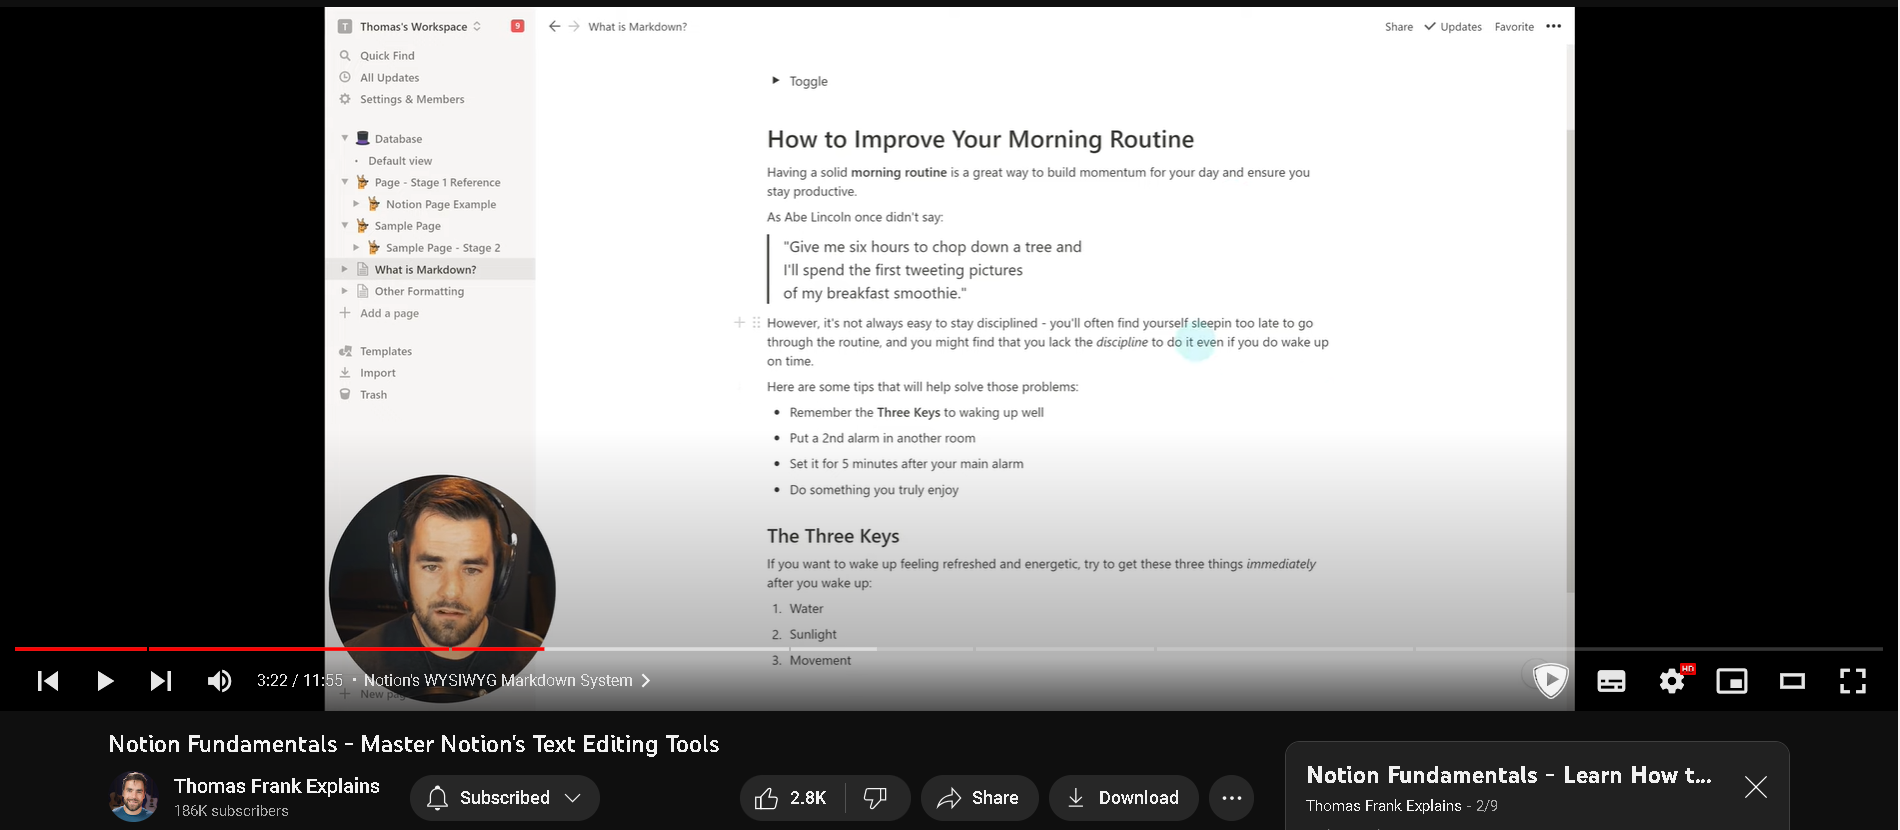 T Thomas's Workspace 9
Quick Find
All Updates
Settings & Members
Database
Default view
Page - Stage 1 Reference
Notion Page Example
Sample Page
Sample Page - Stage 2
What is Markdown?
Other Formatting
Add a page
Templates
Import
Trash
What is Markdown?
Share Updates Favorite
Toggle
How to Improve Your Morning Routine
Having a solid morning routine is a great way to build momentum for your day and ensure you
stay productive.
As Abe Lincoln once didn't say:
"Give me six hours to chop down a tree and
I'll spend the first tweeting pictures
of my breakfast smoothie."
However, it's not always easy to stay disciplined - you'll often find yourself sleepin too late to go
through the routine, and you might find that you lack the discipline to do it even if you do wake up
on time.
Here are some tips that will help solve those problems:
• Remember the Three Keys to waking up well
• Put a 2nd alarm in another room
• Set it for 5 minutes after your main alarm
• Do something you truly enjoy
The Three Keys
If you want to wake up feeling refreshed and energetic, try to get these three things immediately
after you wake up:
1. Water
2. Sunlight
3. Movement
3:22 / 11:55 • Notion's WYSIWYG Markdown System
HD
New
Notion Fundamentals - Master Notion's Text Editing Tools
Thomas Frank Explains
186K subscribers
Subscribed
2.8K
Share
Download
Notion Fundamentals - Learn How t...
Thomas Frank Explains - 2/9